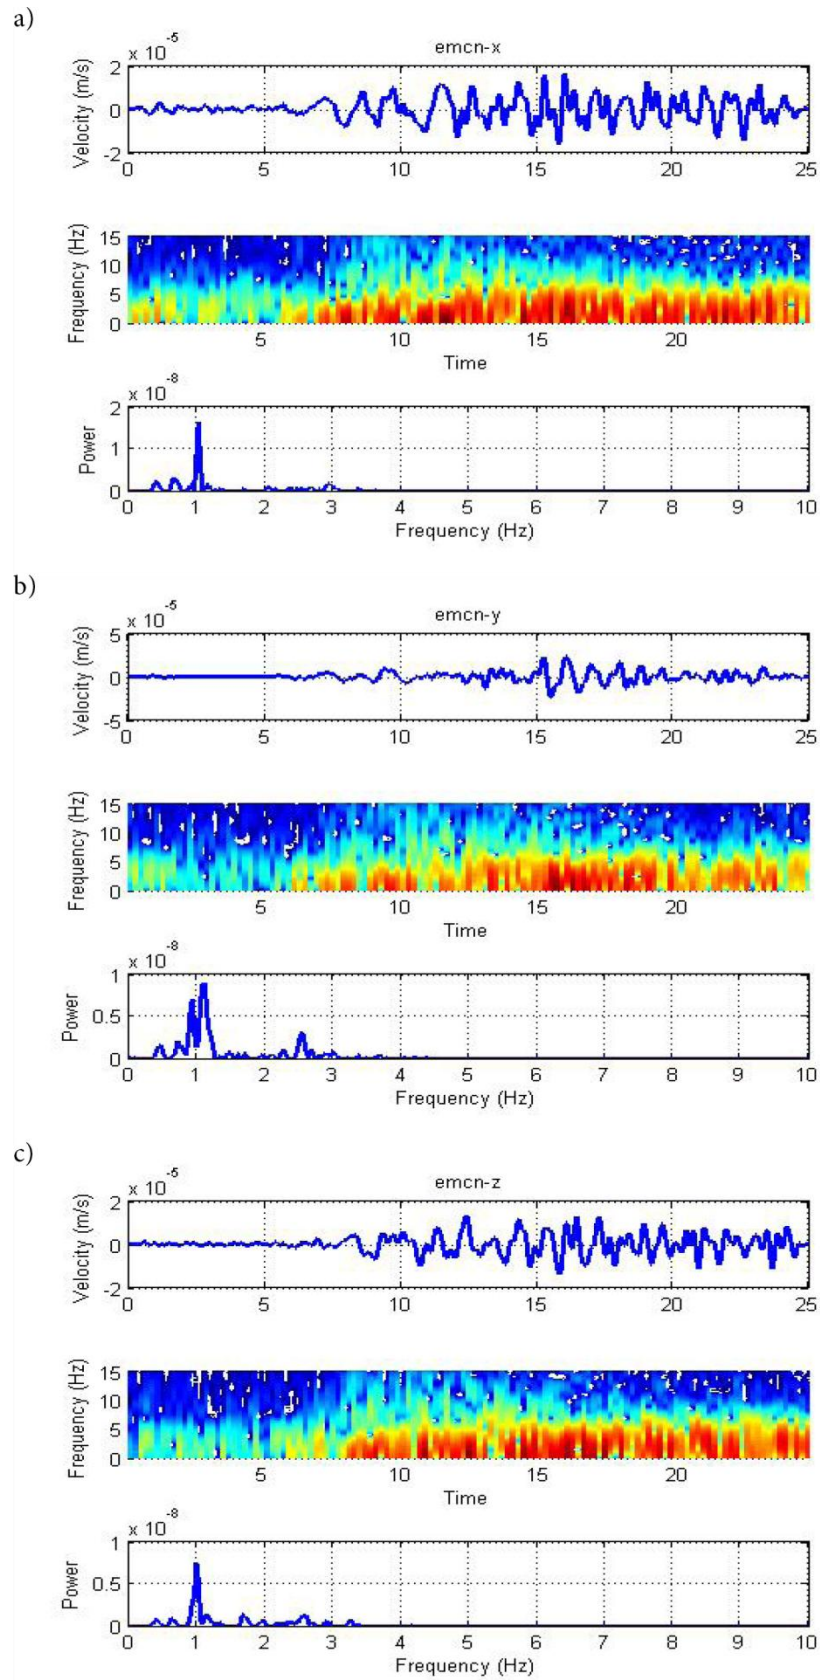 a)
x 10^-5
emcn-x
Velocity (m/s)
2
0
-2
0 5 10 15 20 25
Frequency (Hz)
15
10
5
0
5 10 15 20
Time
x 10^-8
Power
2
1
0
0 1 2 3 4 5 6 7 8 9 10
Frequency (Hz)
b)
x 10^-5
emcn-y
Velocity (m/s)
5
0
-5
0 5 10 15 20 25
Frequency (Hz)
15
10
5
0
5 10 15 20
Time
x 10^-8
Power
1
0.5
0
0 1 2 3 4 5 6 7 8 9 10
Frequency (Hz)
c)
x 10^-5
emcn-z
Velocity (m/s)
2
0
-2
0 5 10 15 20 25
Frequency (Hz)
15
10
5
0
5 10 15 20
Time
x 10^-8
Power
1
0.5
0
0 1 2 3 4 5 6 7 8 9 10
Frequency (Hz)